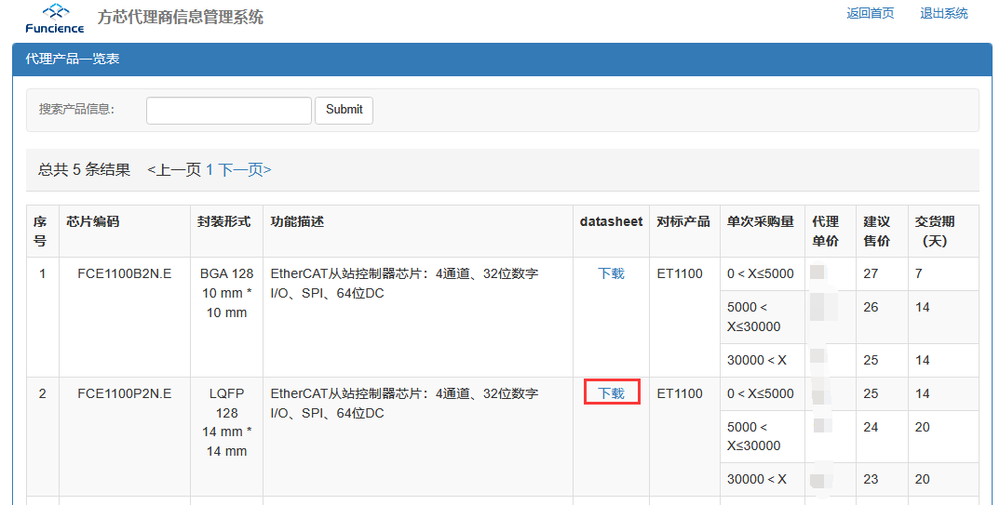 Funcience
方芯代理商信息管理系统
返回首页 退出系统
代理产品一览表
搜索产品信息:
Submit
总共 5 条结果 <上一页 1 下一页>
序号 芯片编码 封装形式 功能描述 datasheet 对标产品 单次采购量 代理单价 建议售价 交货期（天）
1 FCE1100B2N.E BGA 128 EtherCAT从站控制器芯片：4通道、32位数字 下载 ET1100 0 < X≤5000 27 7
10 mm * I/O、SPI、64位DC
10 mm
5000 < 26 14
X≤30000
30000 < X 25 14
2 FCE1100P2N.E LQFP EtherCAT从站控制器芯片：4通道、32位数字 下载 ET1100 0 < X≤5000 25 14
128 I/O、SPI、64位DC
14 mm *
14 mm
5000 < 24 20
X≤30000
30000 < X 23 20